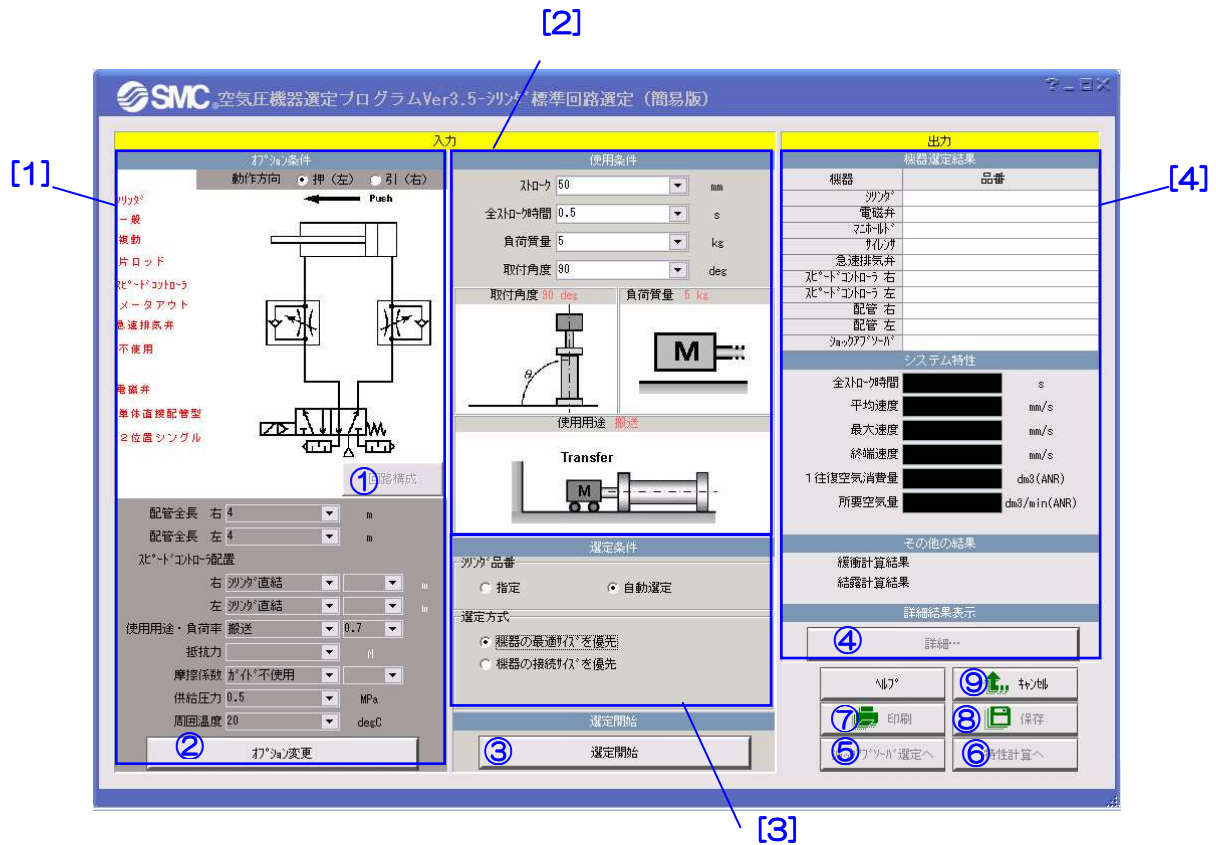 [2]
SMC 空気圧機器選定プログラムVer3.5-ｼﾘﾝﾀﾞ標準回路選定（簡易版）
[1]
入力
ｵﾌﾟｼｮﾝ条件
動作方向 押（左） 引（右）
Push
ｼﾘﾝﾀﾞ
一般
複動
片ロッド
ｽﾋﾟｰﾄﾞｺﾝﾄﾛｰﾗ
メータアウト
急速排気弁
不使用
電磁弁
単体直接配管型
２位置シングル
① 回路構成
配管全長 右 4 m
配管全長 左 4 m
ｽﾋﾟｰﾄﾞｺﾝﾄﾛｰﾗ配置
右 ｼﾘﾝﾀﾞ直結 m
左 ｼﾘﾝﾀﾞ直結 m
使用用途・負荷率 搬送 0.7
抵抗力 N
摩擦係数 ｶﾞｲﾄﾞ不使用
供給圧力 0.5 MPa
周囲温度 20 degC
② ｵﾌﾟｼｮﾝ変更
使用条件
ｽﾄﾛｰｸ 50 mm
全ｽﾄﾛｰｸ時間 0.5 s
負荷質量 5 kg
取付角度 90 deg
取付角度 90 deg
負荷質量 5 kg
θ
M
使用用途 搬送
Transfer
M
選定条件
ｼﾘﾝﾀﾞ品番
指定 自動選定
選定方式
機器の最適ｻｲｽﾞを優先
機器の接続ｻｲｽﾞを優先
選定開始
③ 選定開始
[3]
出力
機器選定結果
[4]
機器 品番
ｼﾘﾝﾀﾞ
電磁弁
ﾏﾆﾎｰﾙﾄﾞ
ｻｲﾚﾝｻ
急速排気弁
ｽﾋﾟｰﾄﾞｺﾝﾄﾛｰﾗ 右
ｽﾋﾟｰﾄﾞｺﾝﾄﾛｰﾗ 左
配管 右
配管 左
ｼｮｯｸｱﾌﾞｿｰﾊﾞ
システム特性
全ｽﾄﾛｰｸ時間 s
平均速度 mm/s
最大速度 mm/s
終端速度 mm/s
1往復空気消費量 dm3(ANR)
所要空気量 dm3/min(ANR)
その他の結果
緩衝計算結果
結露計算結果
詳細結果表示
④ 詳細…
ﾍﾙﾌﾟ
⑨ ｷｬﾝｾﾙ
⑦ 印刷
⑧ 保存
⑤ ｱﾌﾞｿｰﾊﾞ選定へ
⑥ 特性計算へ